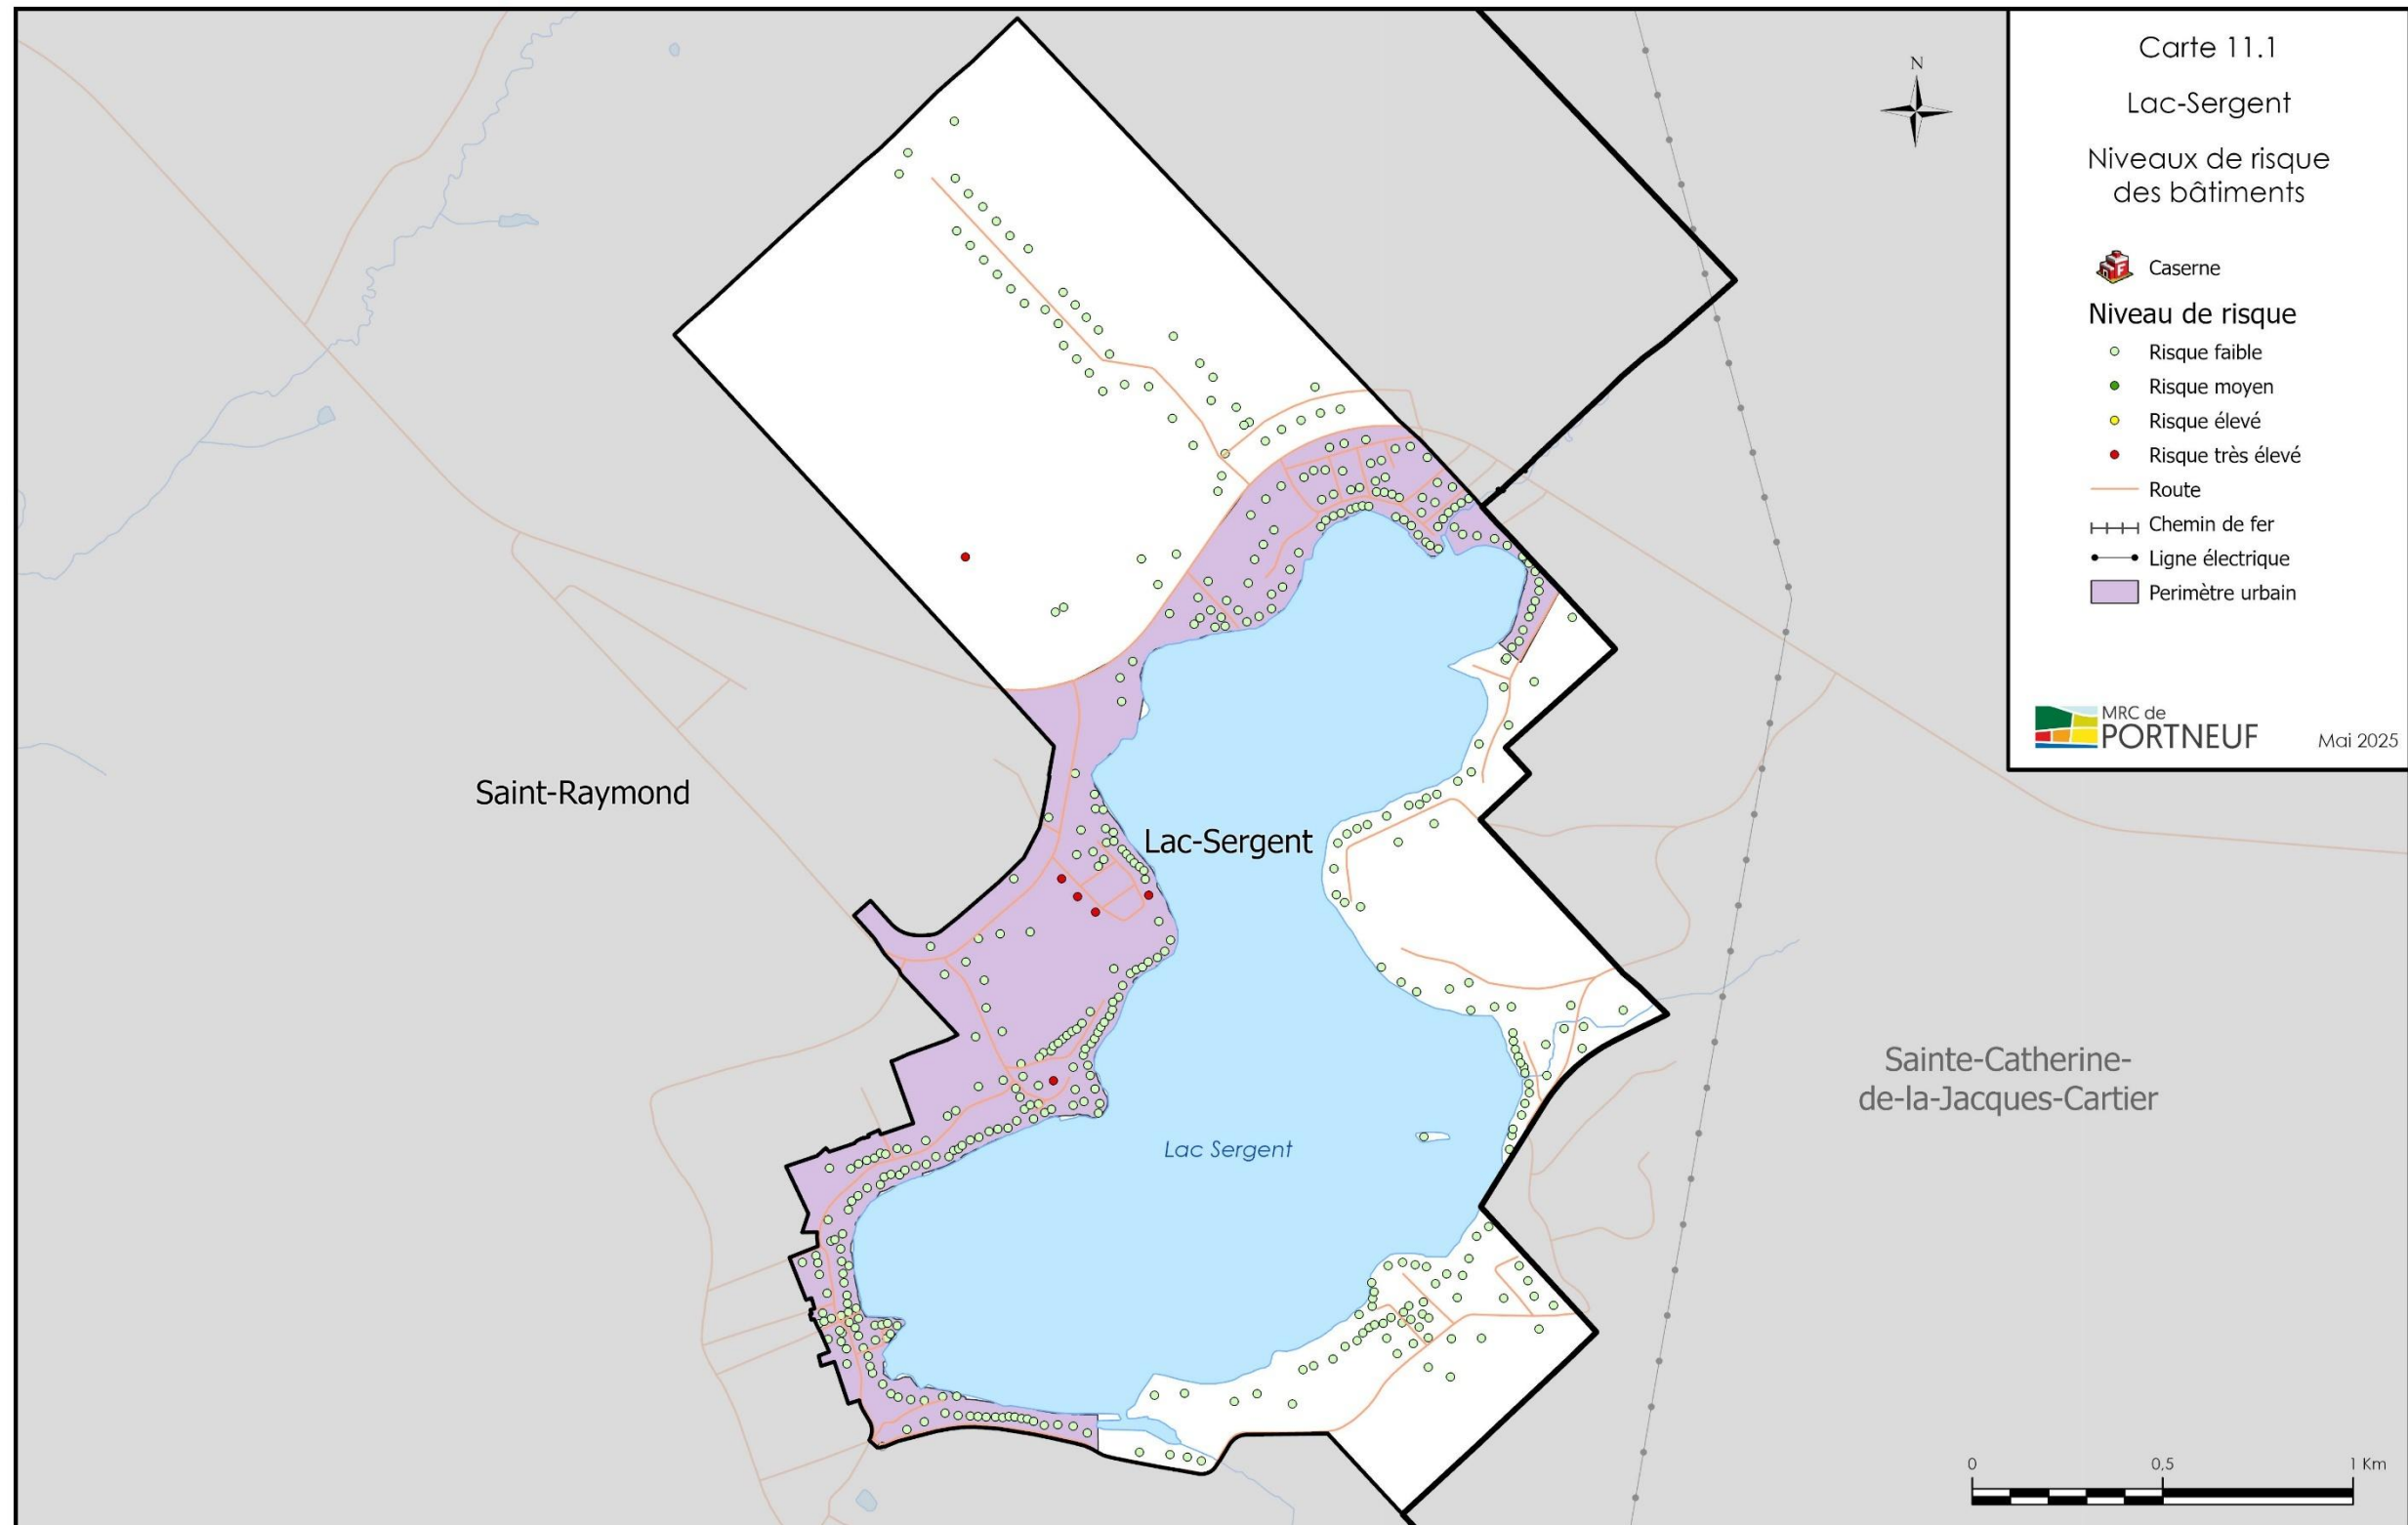 Carte 11.1
Lac-Sergent
Niveaux de risque
des bâtiments
N
F
Caserne
Niveau de risque
Risque faible
Risque moyen
Risque élevé
Risque très élevé
Route
Chemin de fer
Ligne électrique
Perimètre urbain
MRC de
PORTNEUF
Mai 2025
Saint-Raymond
Lac-Sergent
Sainte-Catherine-
de-la-Jacques-Cartier
Lac Sergent
0 0,5 1 Km